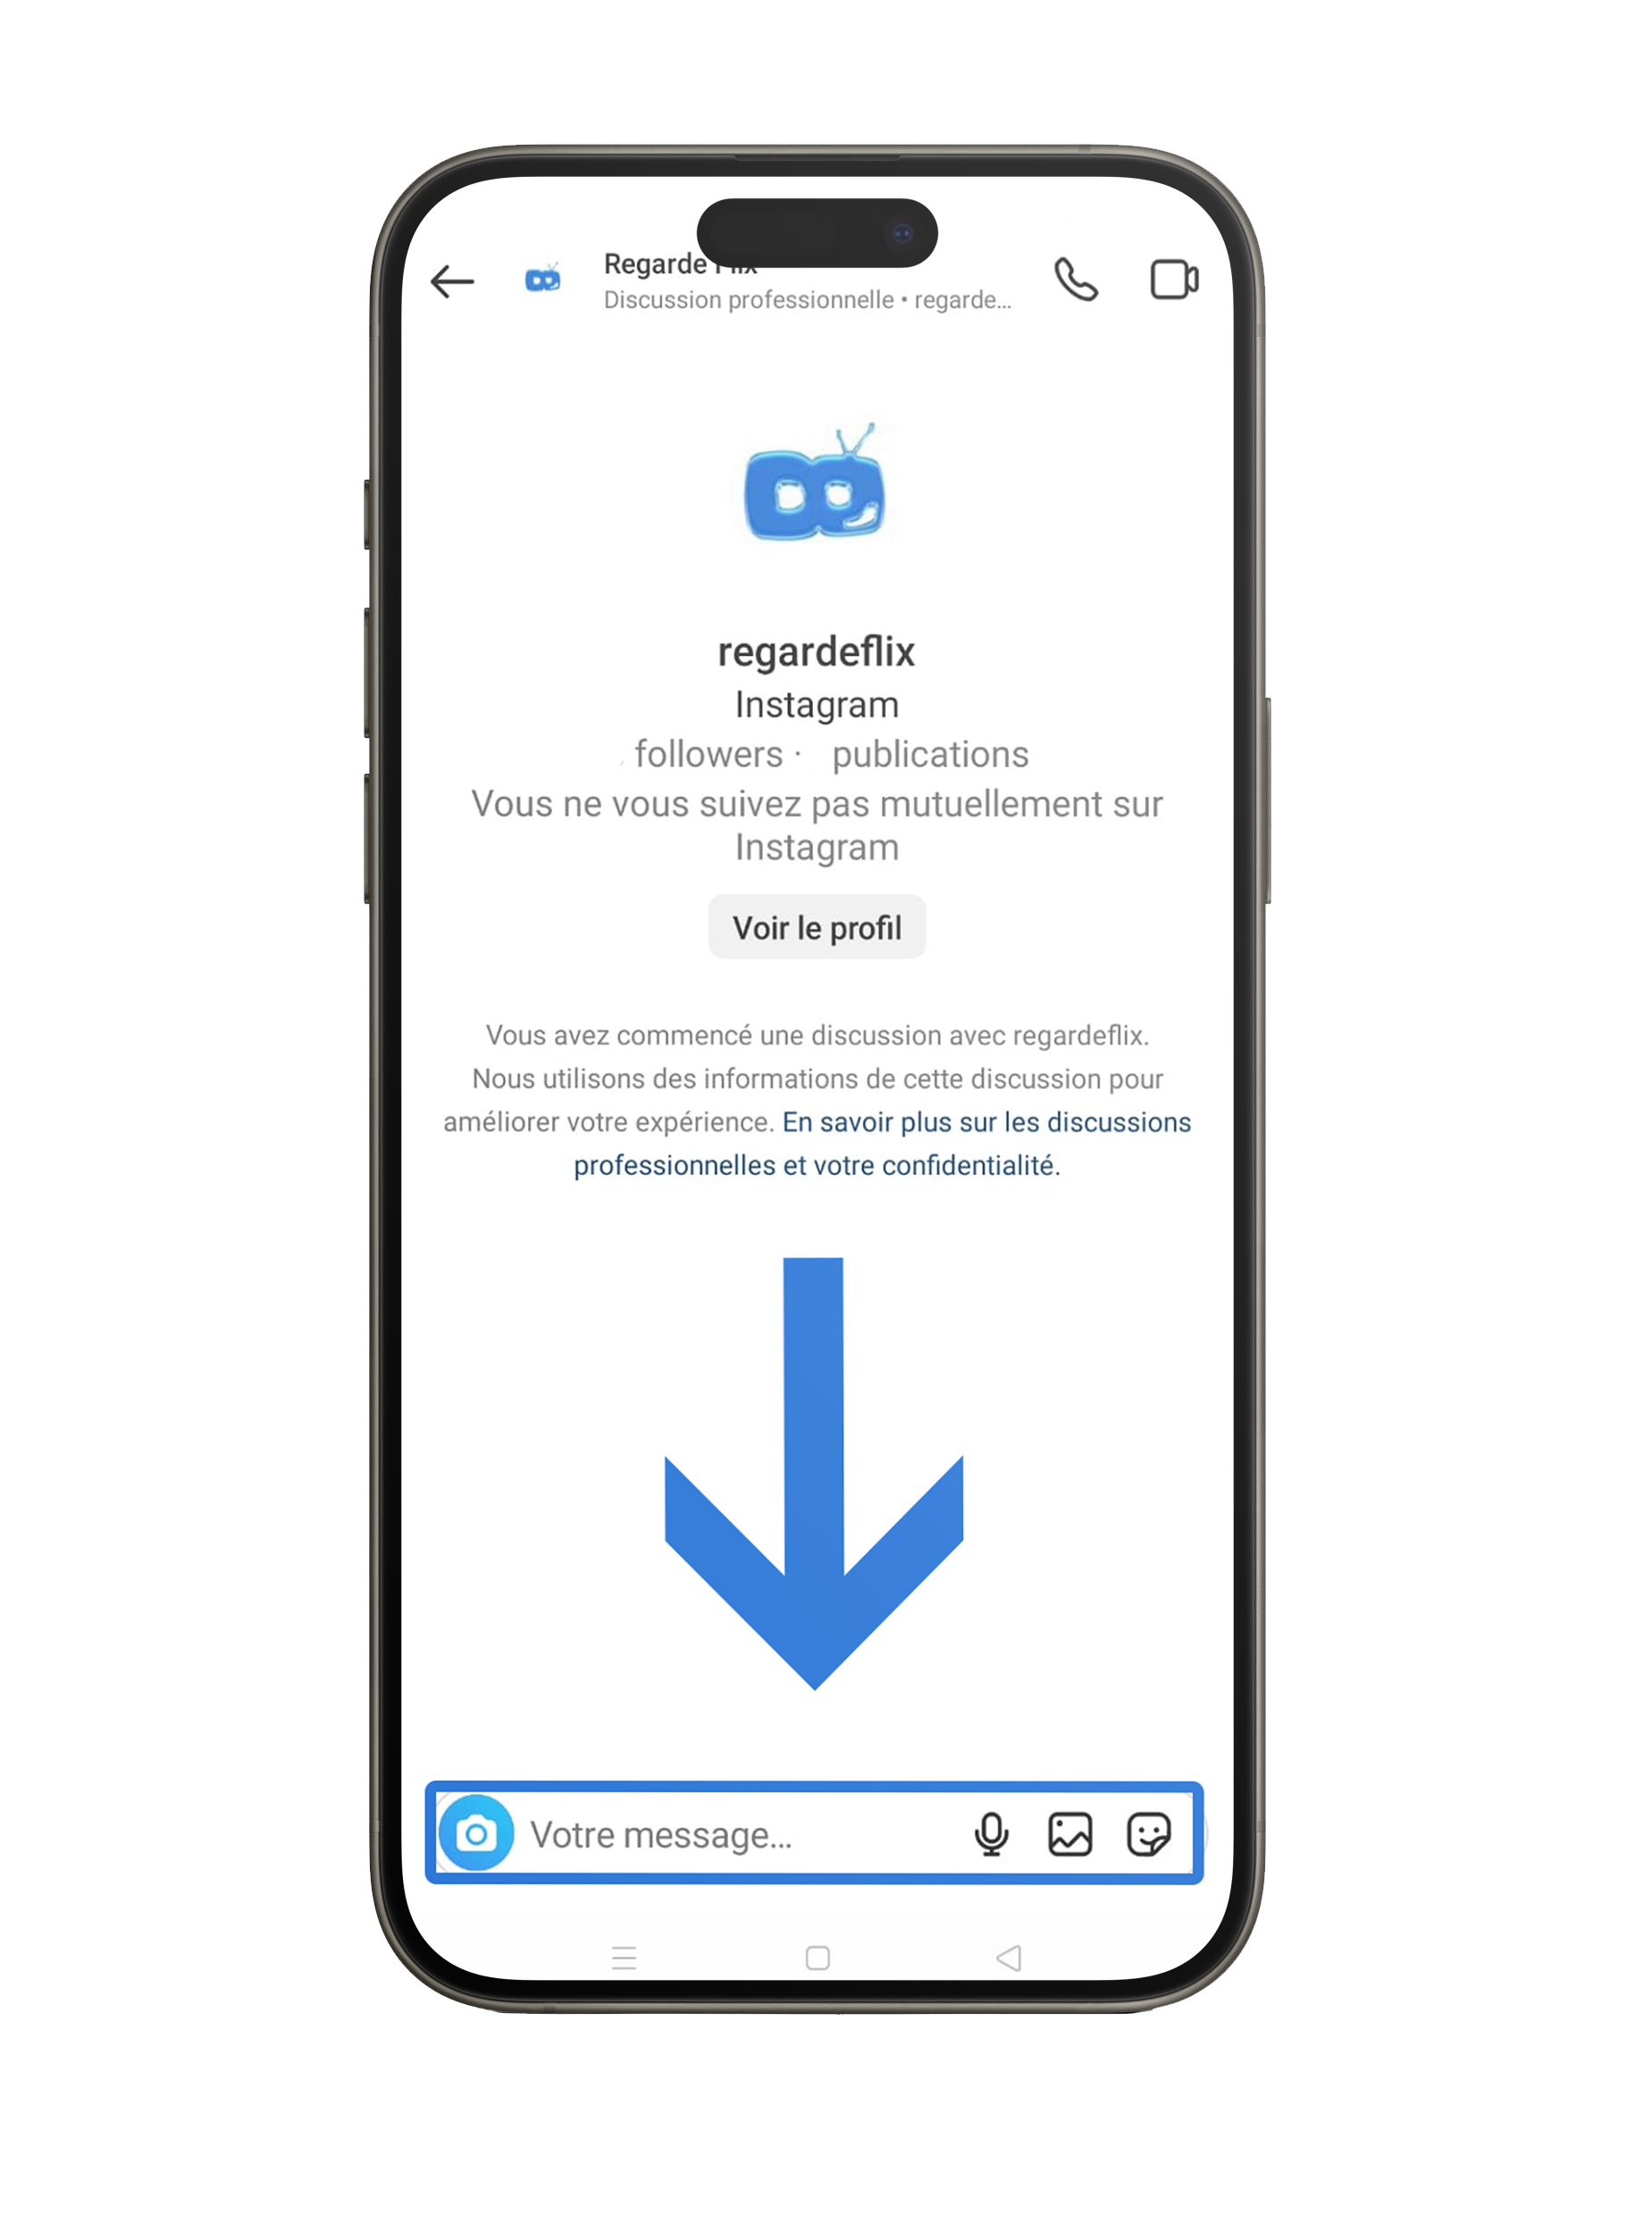 Regarde Flix
Discussion professionnelle • regarde...
regardeflix
Instagram
followers · publications
Vous ne vous suivez pas mutuellement sur
Instagram
Voir le profil
Vous avez commencé une discussion avec regardeflix.
Nous utilisons des informations de cette discussion pour
améliorer votre expérience. En savoir plus sur les discussions
professionnelles et votre confidentialité.
Votre message...